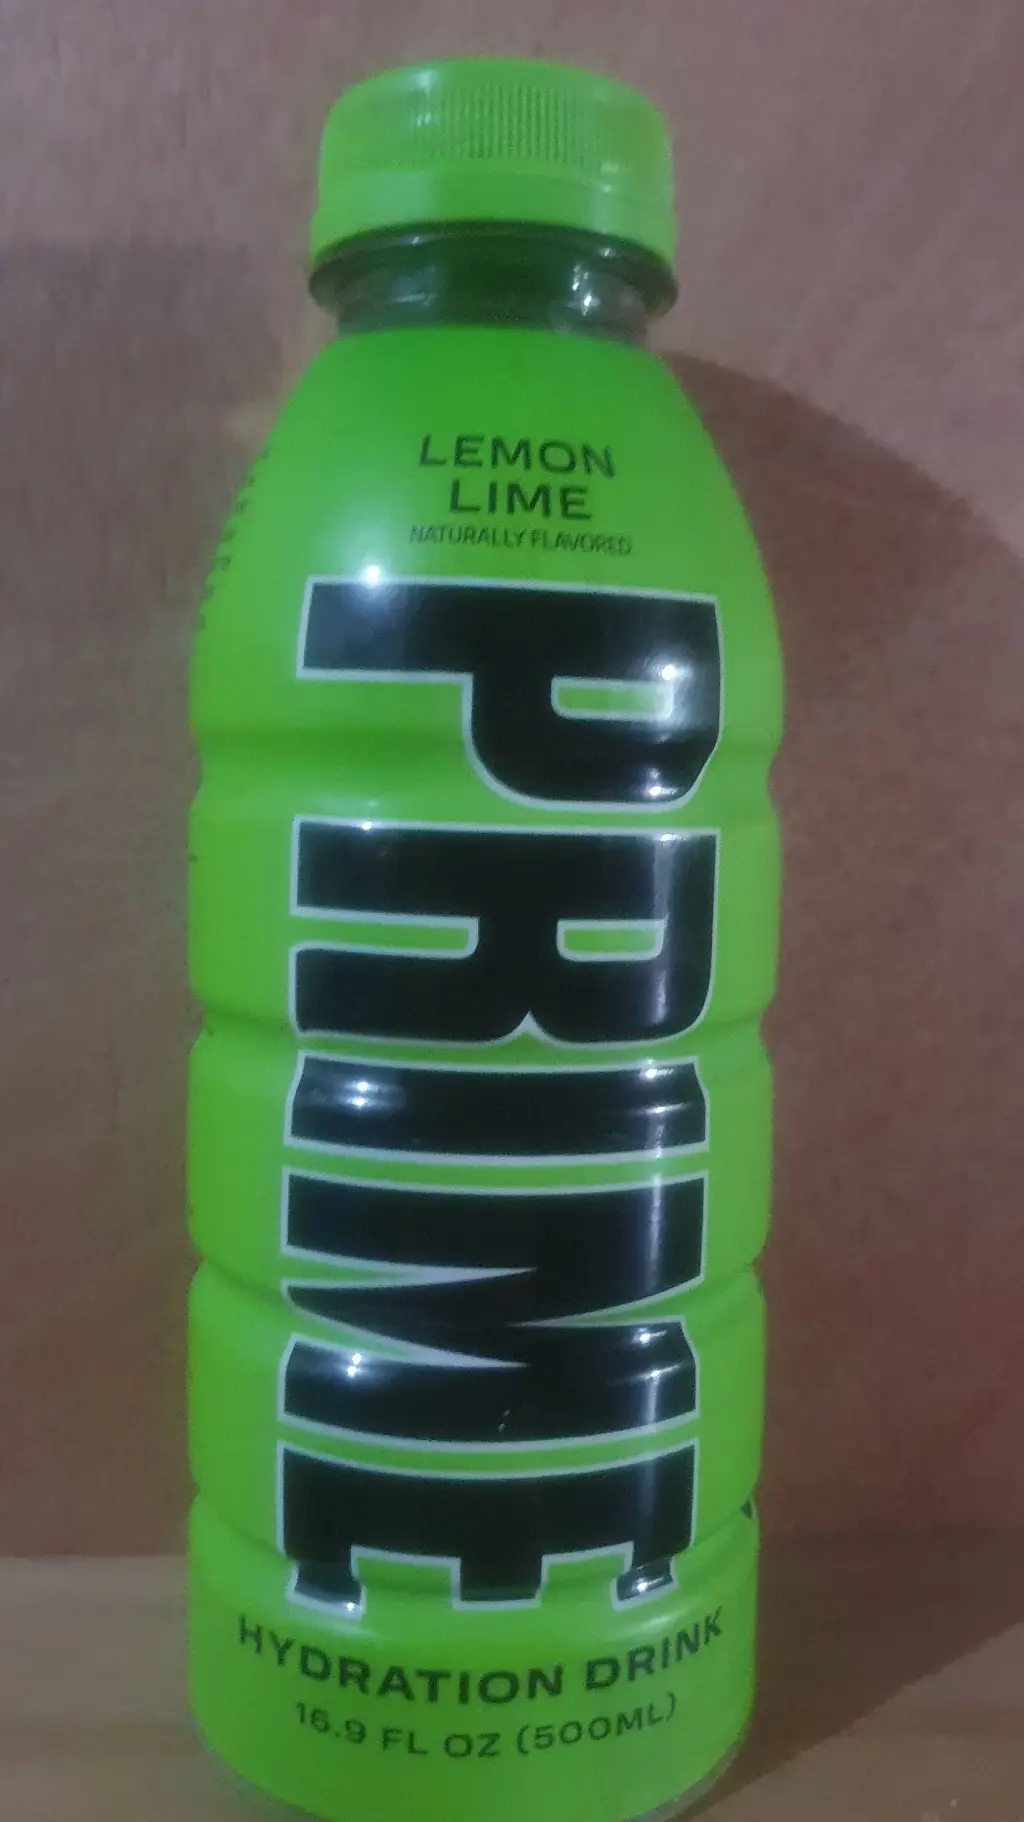 LEMON
LIME
NATURALLY FLAVORED
PRIME
HYDRATION DRINK
16.9 FL OZ (500ML)